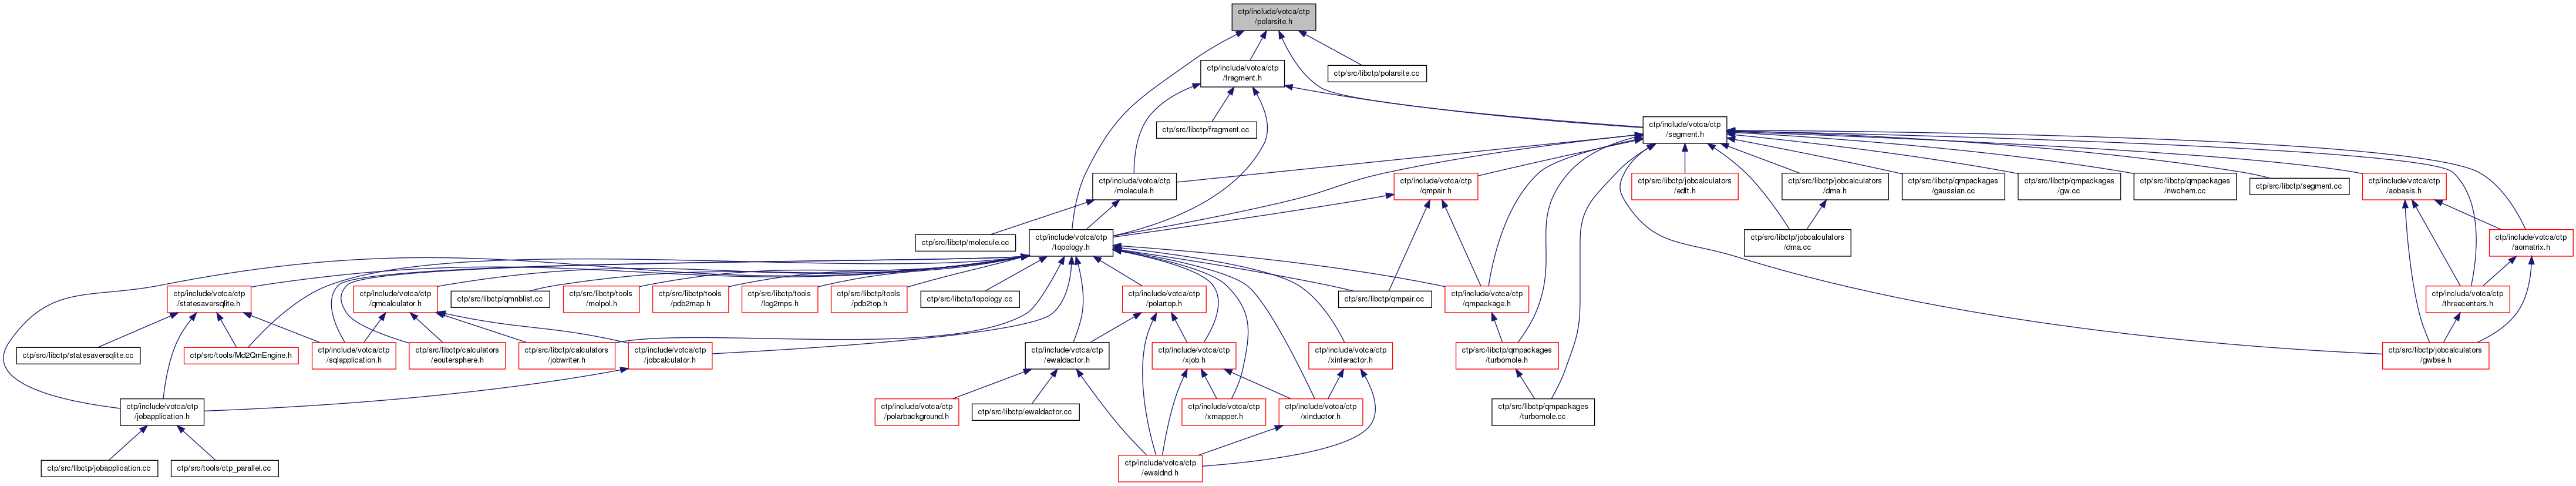 ctp/include/votca/ctp
/polarsite.h
ctp/include/votca/ctp
/fragment.h
ctp/src/libctp/polarsite.cc
ctp/src/libctp/fragment.cc
ctp/include/votca/ctp
/segment.h
ctp/include/votca/ctp
/molecule.h
ctp/include/votca/ctp
/qmpair.h
ctp/src/libctp/jobcalculators
/edft.h
ctp/src/libctp/jobcalculators
/dma.h
ctp/src/libctp/qmpackages
/gaussian.cc
ctp/src/libctp/qmpackages
/gw.cc
ctp/src/libctp/qmpackages
/nwchem.cc
ctp/src/libctp/segment.cc
ctp/include/votca/ctp
/aobasis.h
ctp/src/libctp/molecule.cc
ctp/include/votca/ctp
/topology.h
ctp/src/libctp/jobcalculators
/dma.cc
ctp/include/votca/ctp
/aomatrix.h
ctp/include/votca/ctp
/statesaversqlite.h
ctp/include/votca/ctp
/qmcalculator.h
ctp/src/libctp/qmnblist.cc
ctp/src/libctp/tools
/molpol.h
ctp/src/libctp/tools
/pdb2map.h
ctp/src/libctp/tools
/log2mps.h
ctp/src/libctp/tools
/pdb2top.h
ctp/src/libctp/topology.cc
ctp/include/votca/ctp
/polartop.h
ctp/src/libctp/qmpair.cc
ctp/include/votca/ctp
/qmpackage.h
ctp/include/votca/ctp
/threecenters.h
ctp/src/libctp/statesaversqlite.cc
ctp/src/tools/Md2QmEngine.h
ctp/include/votca/ctp
/sqlapplication.h
ctp/src/libctp/calculators
/eoutersphere.h
ctp/src/libctp/calculators
/jobwriter.h
ctp/include/votca/ctp
/jobcalculator.h
ctp/include/votca/ctp
/ewaldactor.h
ctp/include/votca/ctp
/xjob.h
ctp/include/votca/ctp
/xinteractor.h
ctp/src/libctp/qmpackages
/turbomole.h
ctp/src/libctp/jobcalculators
/gwbse.h
ctp/include/votca/ctp
/jobapplication.h
ctp/include/votca/ctp
/polarbackground.h
ctp/src/libctp/ewaldactor.cc
ctp/include/votca/ctp
/xmapper.h
ctp/include/votca/ctp
/xinductor.h
ctp/src/libctp/qmpackages
/turbomole.cc
ctp/src/libctp/jobapplication.cc
ctp/src/tools/ctp_parallel.cc
ctp/include/votca/ctp
/ewaldnd.h